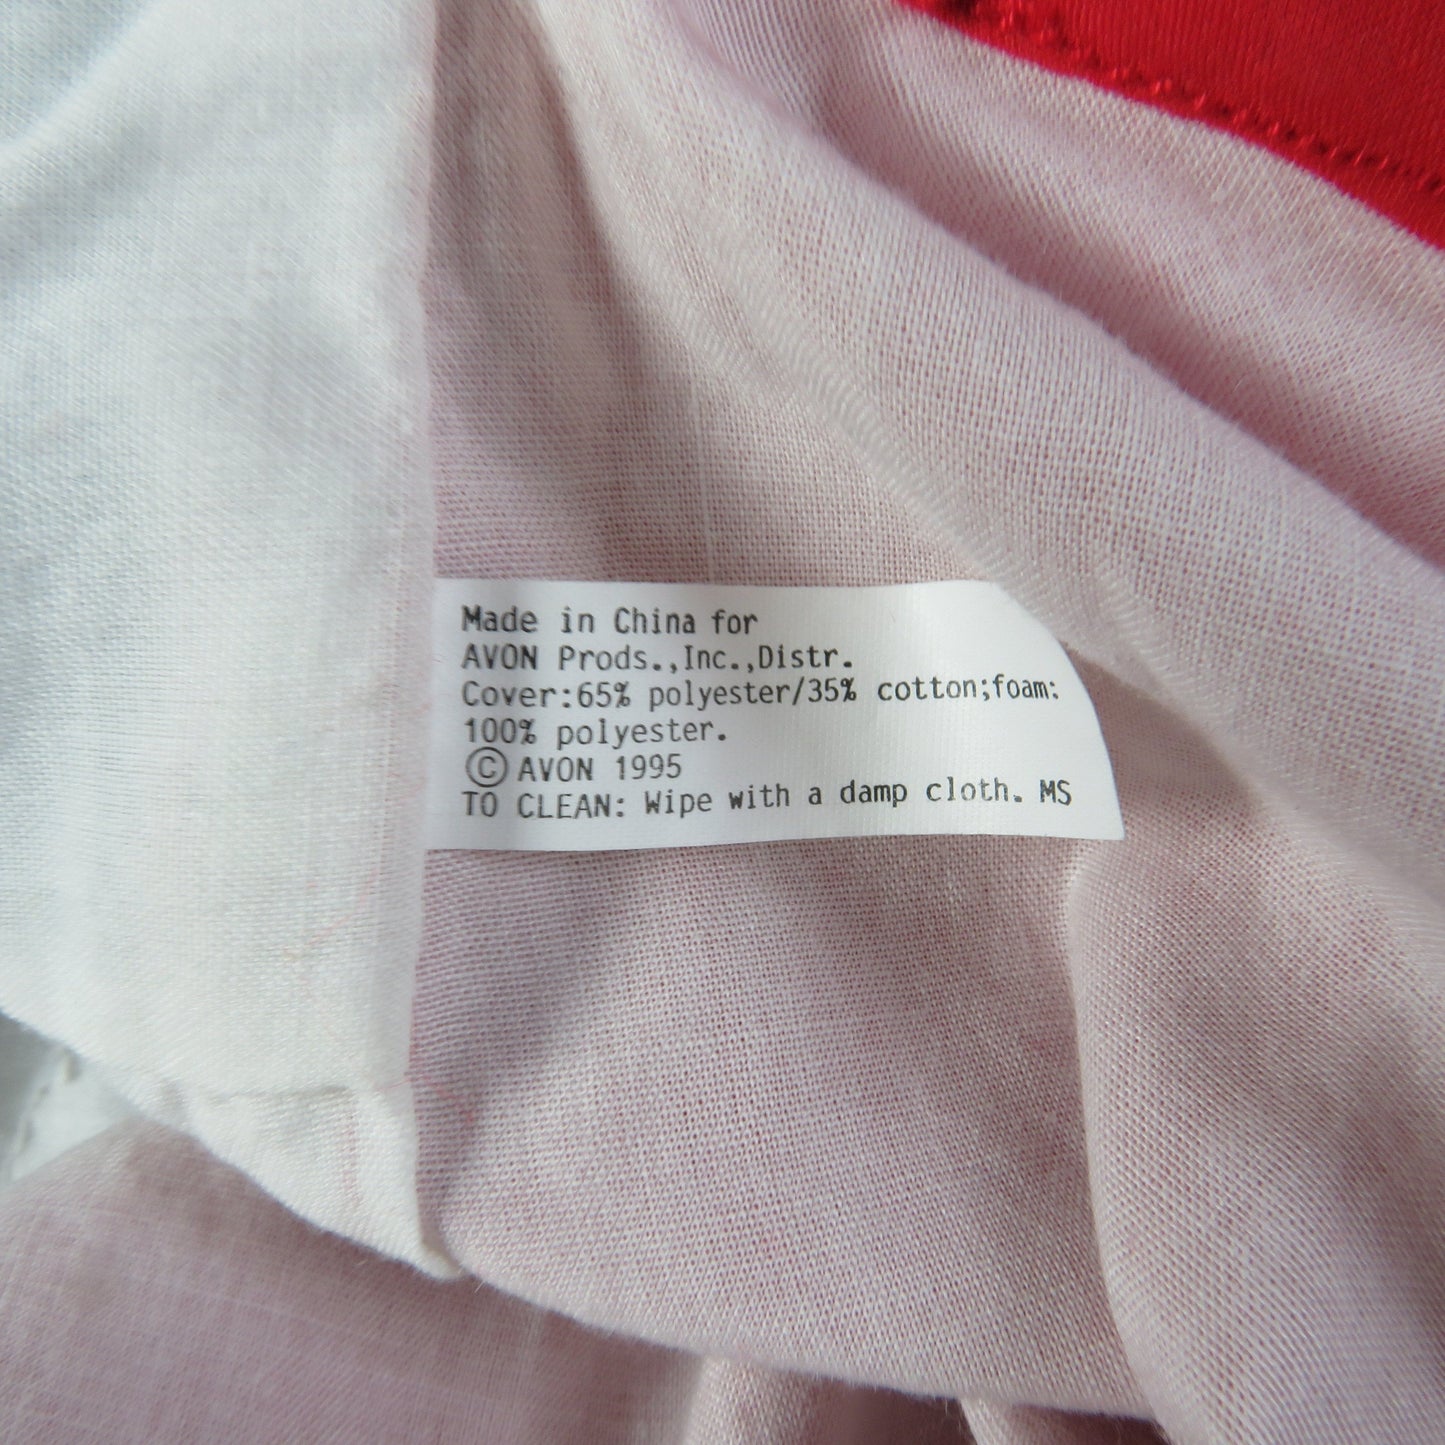 Made in China for
AVON Prods.,Inc.,Distr.
Cover:65% polyester/35% cotton;foam:
100% polyester.
© AVON 1995
TO CLEAN: Wipe with a damp cloth. MS